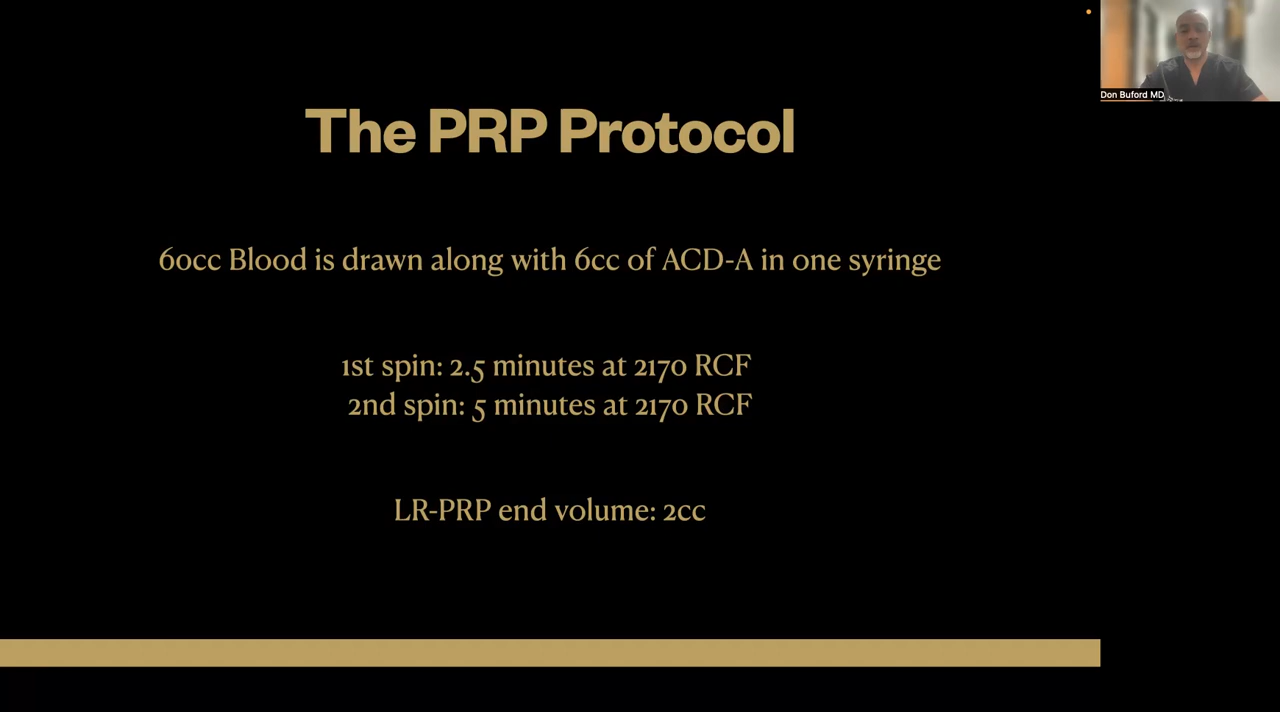 Don Buford MD
The PRP Protocol
60cc Blood is drawn along with 6cc of ACD-A in one syringe
1st spin: 2.5 minutes at 2170 RCF
2nd spin: 5 minutes at 2170 RCF
LR-PRP end volume: 2cc